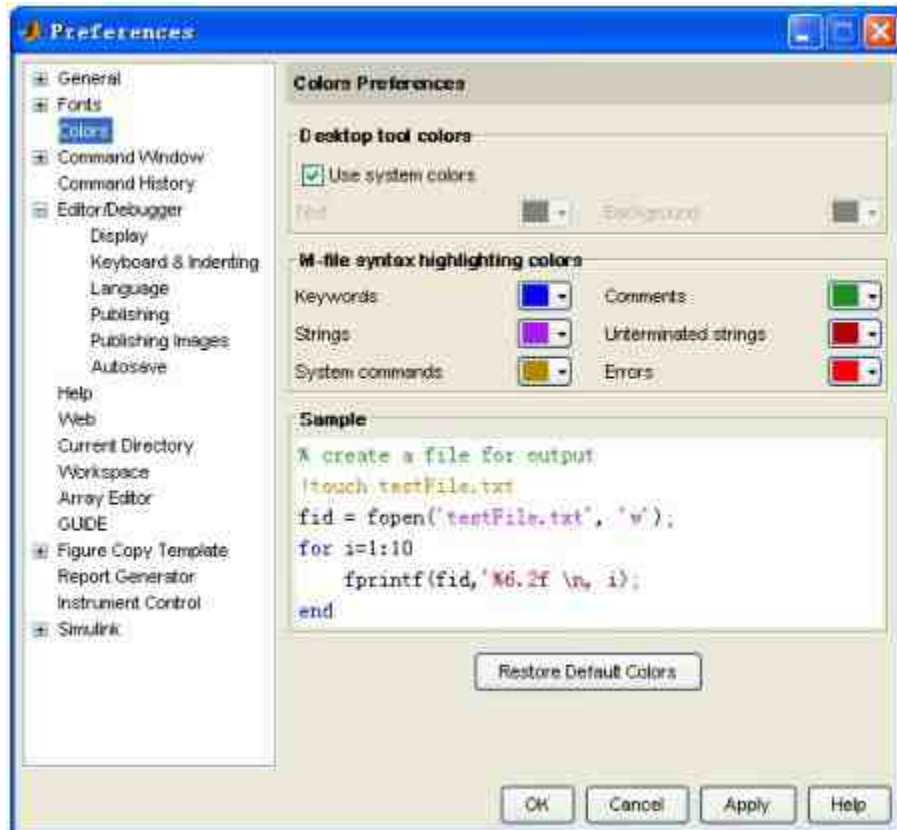 Preferences
General
Fonts
Colors
Command Window
Command History
Editor/Debugger
Display
Keyboard & Indenting
Language
Publishing
Publishing Images
Autosave
Help
Web
Current Directory
Workspace
Array Editor
GUIDE
Figure Copy Template
Report Generator
Instrument Control
Simulink
Colors Preferences
Desktop tool colors
Use system colors
Text Background
M-file syntax highlighting colors
Keywords Comments
Strings Unterminated strings
System commands Errors
Sample
% create a file for output
!touch testFile.txt
fid = fopen('testFile.txt', 'w');
for i=1:10
fprintf(fid,'%6.2f \n, i);
end
Restore Default Colors
OK Cancel Apply Help